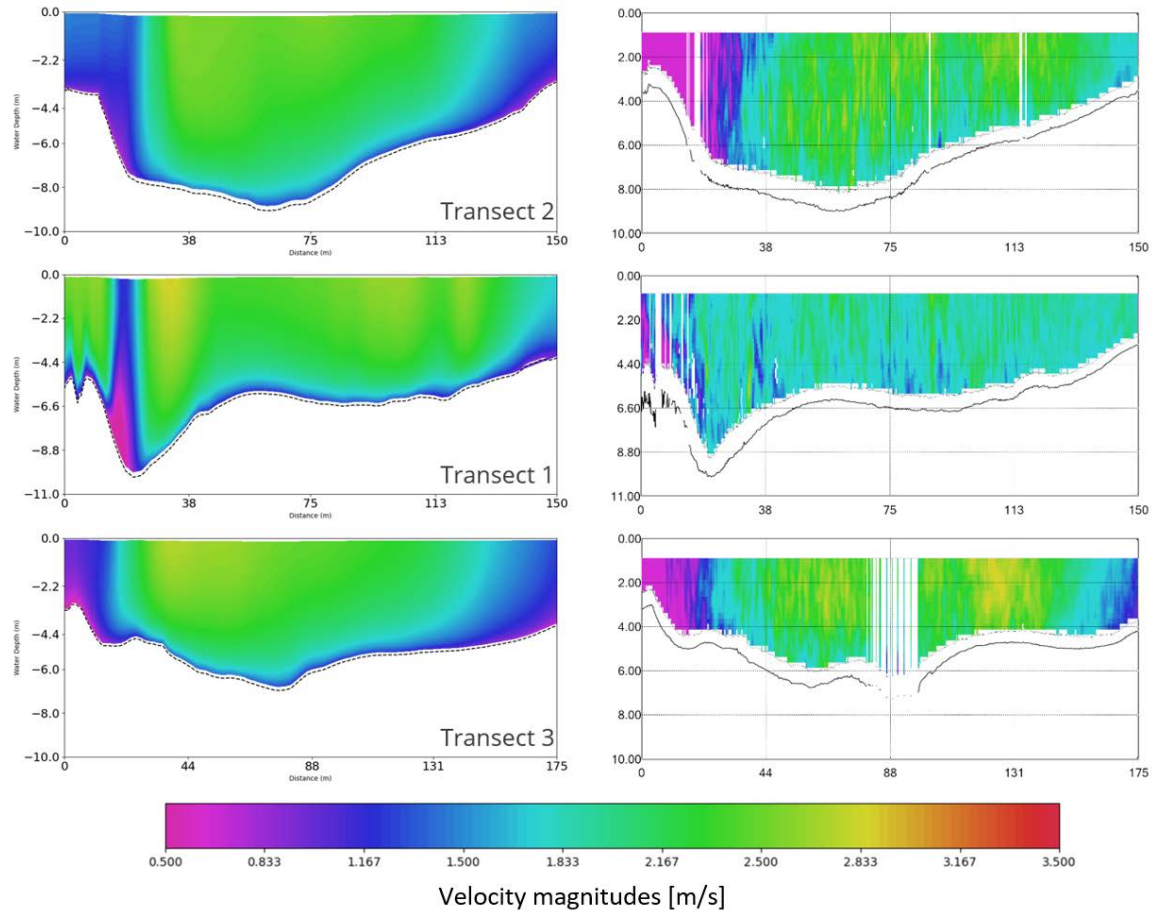 0.0
−2.2
−4.4
−6.0
−8.0
−10.0
Water Depth (m)
0 38 75 113 150
Distance (m)
Transect 2
0.00
2.00
4.00
6.00
8.00
10.00
0 38 75 113 150
0.0
−2.2
−4.4
−6.6
−8.8
−11.0
Water Depth (m)
0 38 75 113 150
Distance (m)
Transect 1
0.00
2.20
4.40
6.60
8.80
11.00
0 38 75 113 150
0.0
−2.2
−4.4
−6.0
−8.0
−10.0
Water Depth (m)
0 44 88 131 175
Distance (m)
Transect 3
0.00
2.00
4.00
6.00
8.00
10.00
0 44 88 131 175
0.500 0.833 1.167 1.500 1.833 2.167 2.500 2.833 3.167 3.500
Velocity magnitudes [m/s]